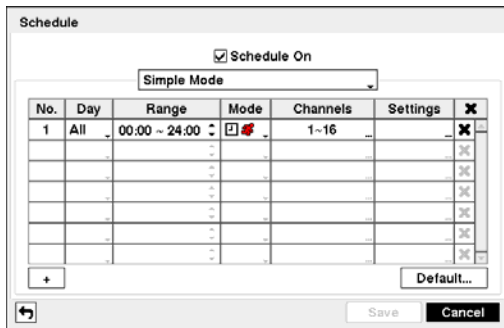 Schedule
Schedule On
Simple Mode
No. Day Range Mode Channels Settings
1 All 00:00 ~ 24:00 1~16 ... ...
+ Default...
Save Cancel